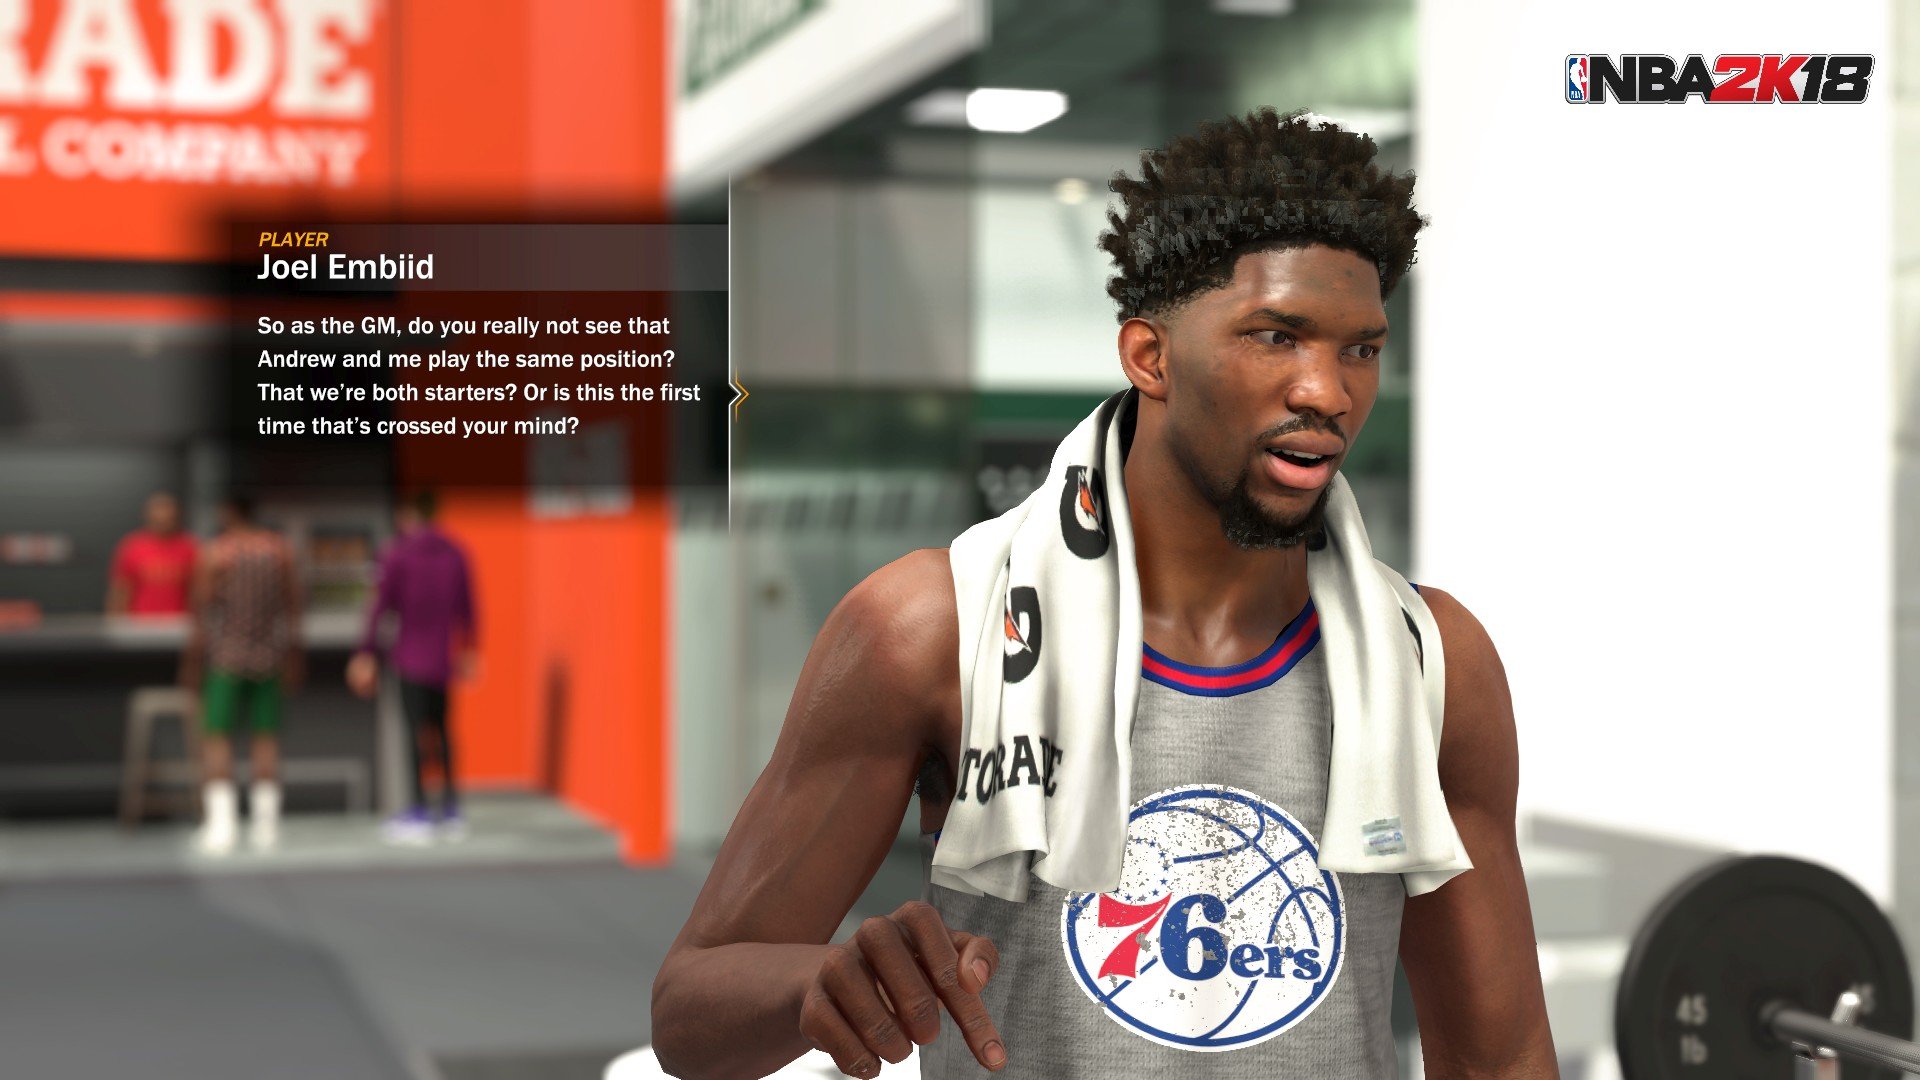 RADE
L COMPANY
NBA2K18
PLAYER
Joel Embiid
So as the GM, do you really not see that
Andrew and me play the same position?
That we're both starters? Or is this the first
time that's crossed your mind?
TORADE
76ers
45
lb
45